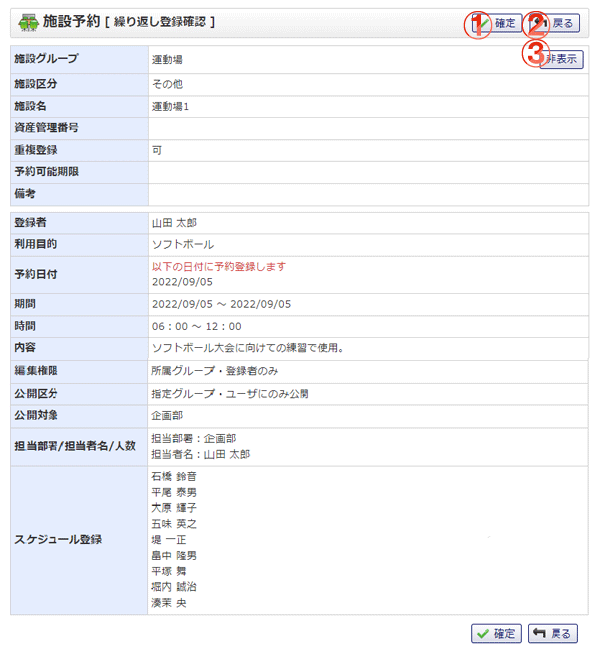 施設予約 [ 繰り返し登録確認 ]
① 確定 ② 戻る
③ 非表示
施設グループ 運動場
施設区分 その他
施設名 運動場1
資産管理番号
重複登録 可
予約可能期限
備考
登録者 山田 太郎
利用目的 ソフトボール
予約日付 以下の日付に予約登録します
2022/09/05
期間 2022/09/05 ～ 2022/09/05
時間 06：00 ～ 12：00
内容 ソフトボール大会に向けての練習で使用。
編集権限 所属グループ・登録者のみ
公開区分 指定グループ・ユーザにのみ公開
公開対象 企画部
担当部署/担当者名/人数 担当部署：企画部
担当者名：山田 太郎
スケジュール登録 石橋 鈴音
平尾 泰男
大原 輝子
五味 英之
堤 一正
畠中 隆男
平塚 舞
堀内 誠治
湊茉 央
確定 戻る